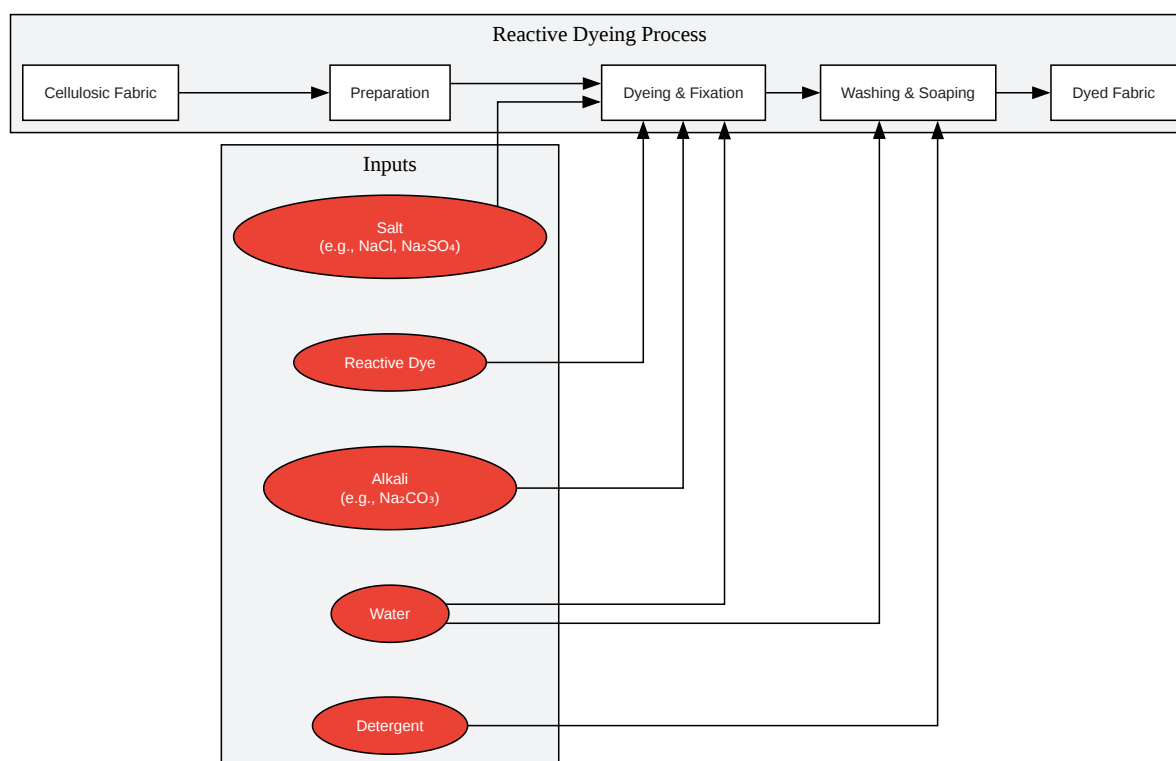 Reactive Dyeing Process
Cellulosic Fabric
Preparation
Dyeing & Fixation
Washing & Soaping
Dyed Fabric
Inputs
Salt
(e.g., NaCl, Na₂SO₄)
Reactive Dye
Alkali
(e.g., Na₂CO₃)
Water
Detergent